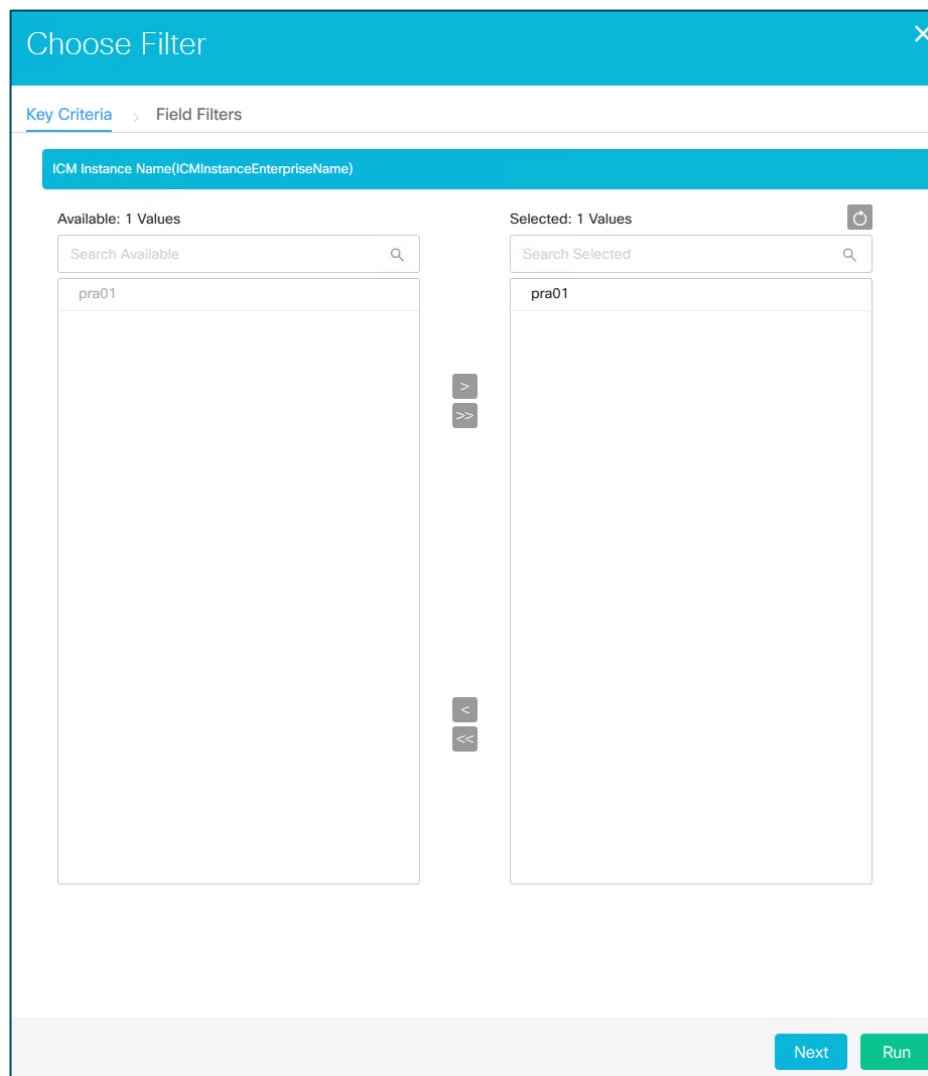 Choose Filter
Key Criteria > Field Filters
ICM Instance Name(ICMInstanceEnterpriseName)
Available: 1 Values
Selected: 1 Values
Search Available
Search Selected
pra01
pra01
>
>>
<
<<
Next
Run